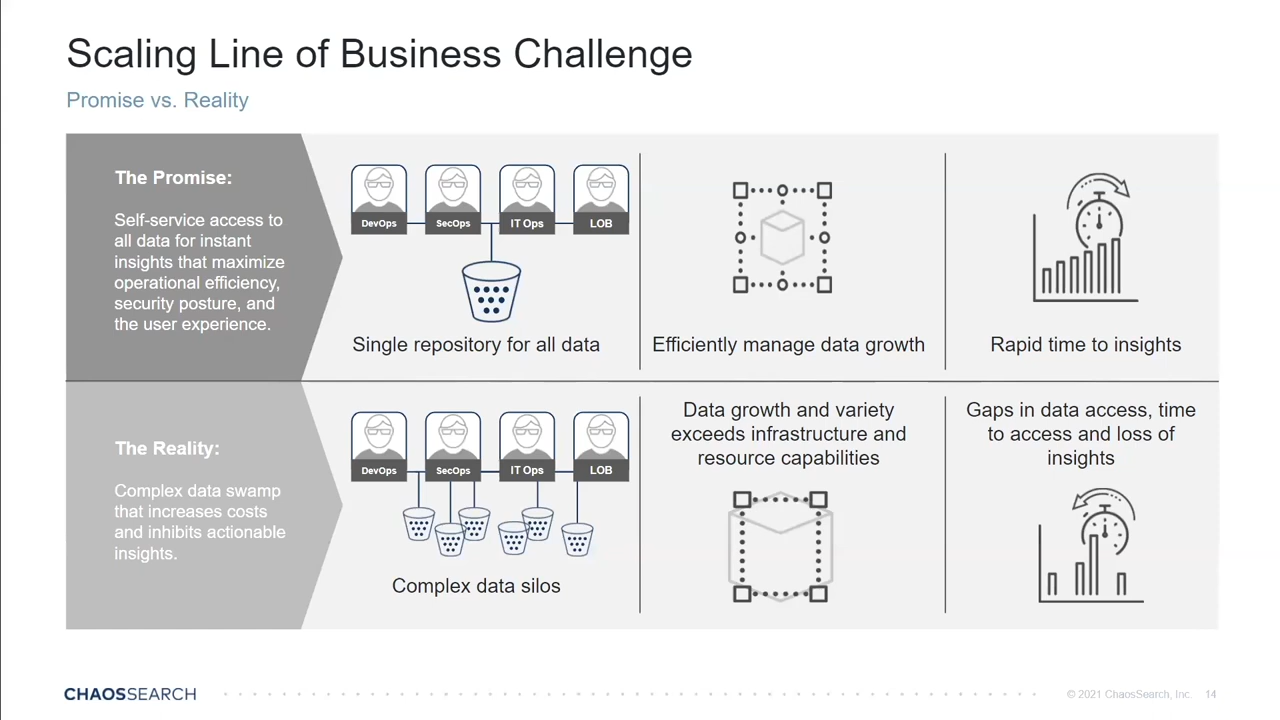 Scaling Line of Business Challenge
Promise vs. Reality
The Promise:
Self-service access to
all data for instant
insights that maximize
operational efficiency,
security posture, and
the user experience.
DevOps
SecOps
IT Ops
LOB
Single repository for all data
Efficiently manage data growth
Rapid time to insights
The Reality:
Complex data swamp
that increases costs
and inhibits actionable
insights.
DevOps
SecOps
IT Ops
LOB
Complex data silos
Data growth and variety
exceeds infrastructure and
resource capabilities
Gaps in data access, time
to access and loss of
insights
CHAOSSEARCH
© 2021 ChaosSearch, Inc.
14